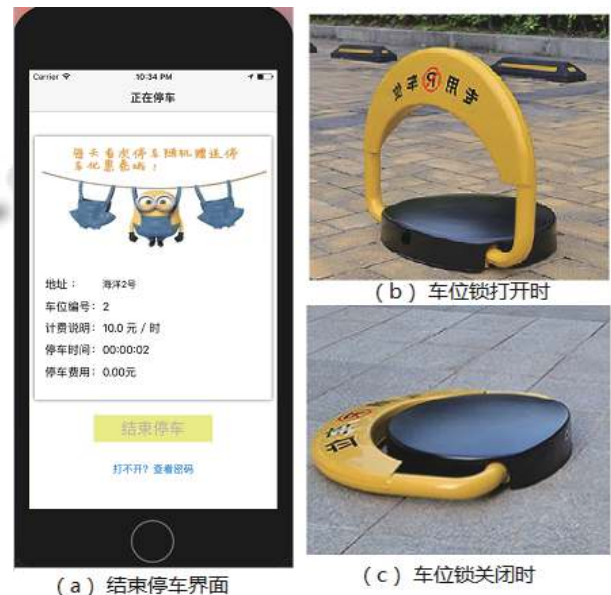 Carrier 10:34 PM
正在停车
每天首次停车随机赠送停
车优惠卷哦！
地址： 海洋2号
车位编号：2
计费说明：10.0 元 / 时
停车时间：00:00:02
停车费用：0.00元
结束停车
打不开？查看密码
（a）结束停车界面
位车P用专
（b）车位锁打开时
（c）车位锁关闭时